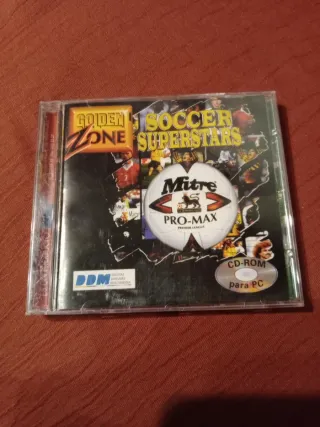 GOLDEN
ZONE
SOCCER
SUPERSTARS
Mitre
PRO-MAX
DDM
CD-ROM
para PC